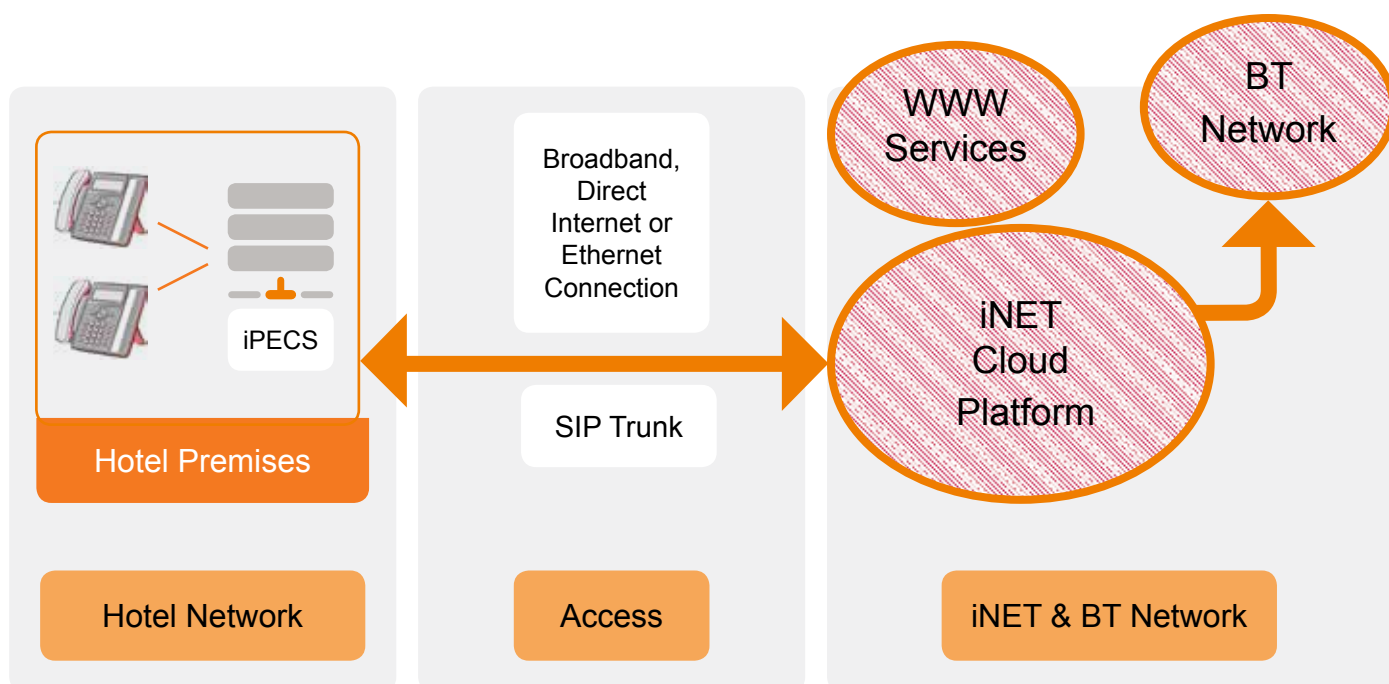 iPECS
Hotel Premises
Hotel Network
Broadband,
Direct
Internet or
Ethernet
Connection
SIP Trunk
Access
WWW
Services
BT
Network
iNET
Cloud
Platform
iNET & BT Network